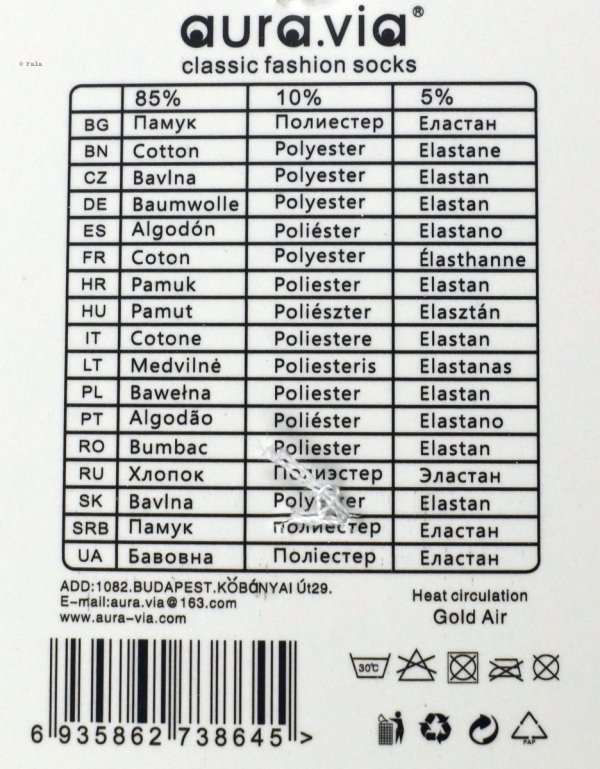 aura.via®
© Pala
classic fashion socks
85% 10% 5%
BG Памук Полиестер Еластан
BN Cotton Polyester Elastane
CZ Bavlna Polyester Elastan
DE Baumwolle Polyester Elastan
ES Algodón Poliéster Elastano
FR Coton Polyester Élasthanne
HR Pamuk Poliester Elastan
HU Pamut Poliészter Elasztán
IT Cotone Poliestere Elastan
LT Medvilnė Poliesteris Elastanas
PL Bawełna Poliester Elastan
PT Algodão Poliéster Elastano
RO Bumbac Poliester Elastan
RU Хлопок Полиэстер Эластан
SK Bavlna Elastan
SRB Памук Полиестер Еластан
UA Бавовна Поліестер Еластан
ADD:1082.BUDAPEST.KŐBÁNYAI Út29.
E-mail:aura.via@163.com
www.aura-via.com
Heat circulation
Gold Air
30℃
6 935862 738645 >
PAP